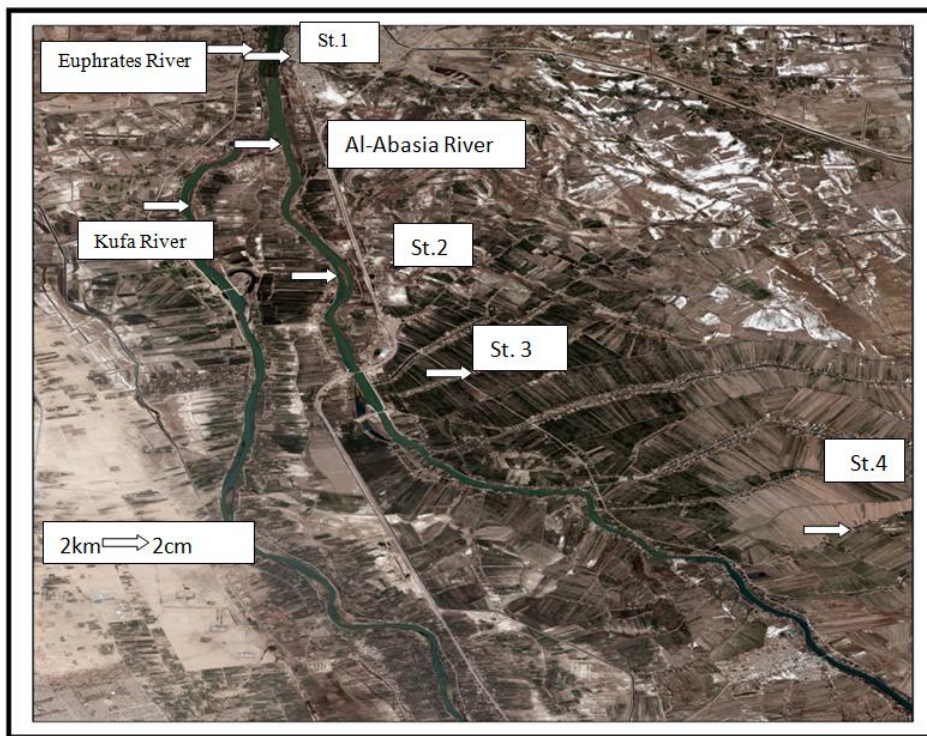 St.1
Euphrates River
Al-Abasia River
Kufa River
St.2
St. 3
St.4
2km 2cm